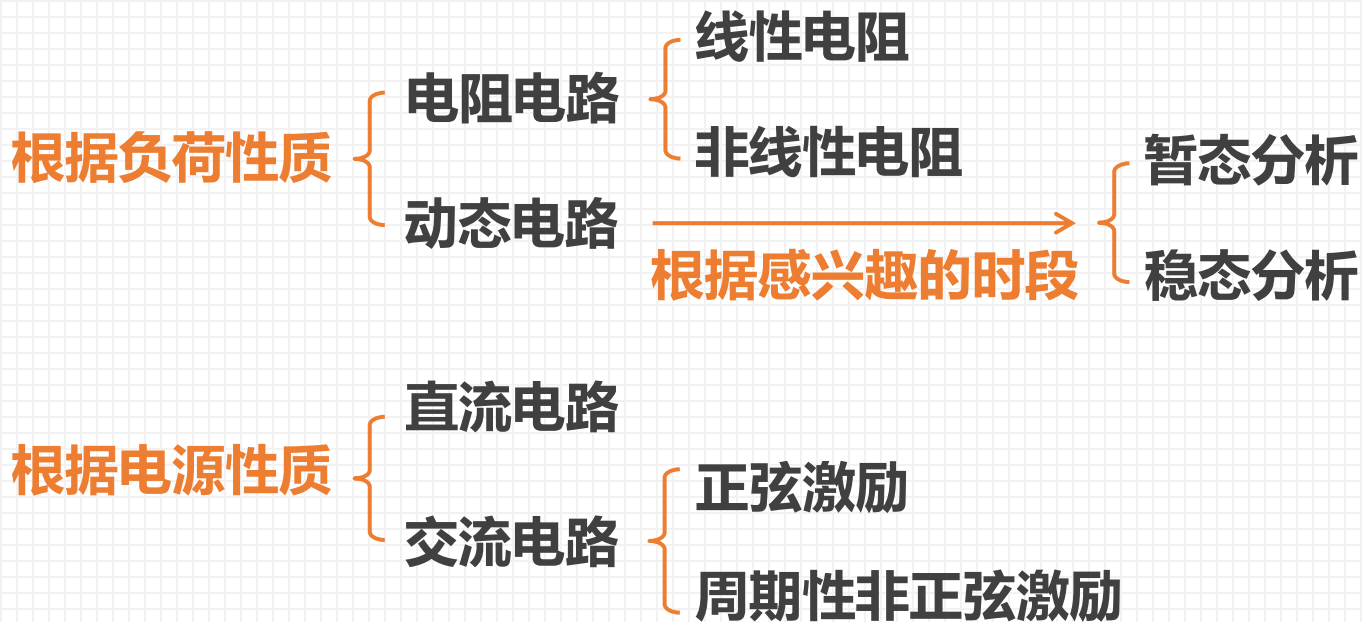 线性电阻
电阻电路
非线性电阻
根据负荷性质
暂态分析
动态电路
根据感兴趣的时段
稳态分析
直流电路
根据电源性质
正弦激励
交流电路
周期性非正弦激励